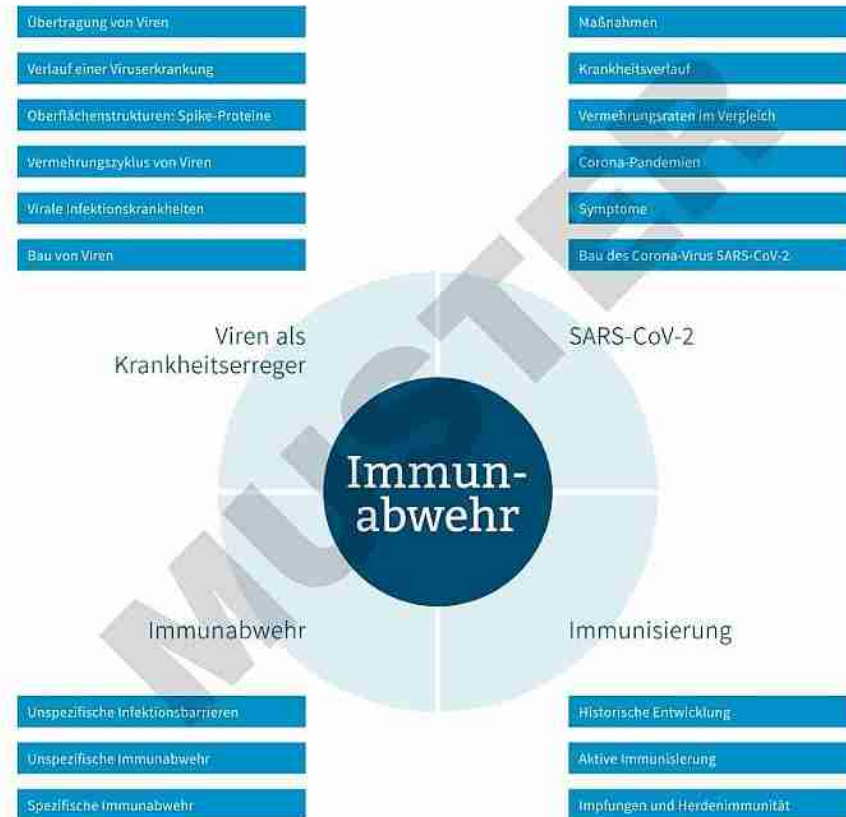 Übertragung von Viren
Verlauf einer Viruserkrankung
Oberflächenstrukturen: Spike-Proteine
Vermehrungszyklus von Viren
Virale Infektionskrankheiten
Bau von Viren
Maßnahmen
Krankheitsverlauf
Vermehrungsraten im Vergleich
Corona-Pandemien
Symptome
Bau des Corona-Virus SARS-CoV-2
Viren als
Krankheitserreger
SARS-CoV-2
Immun-
abwehr
MUSTER
Immunabwehr
Immunisierung
Unspezifische Infektionsbarrieren
Unspezifische Immunabwehr
Spezifische Immunabwehr
Historische Entwicklung
Aktive Immunisierung
Impfungen und Herdenimmunität